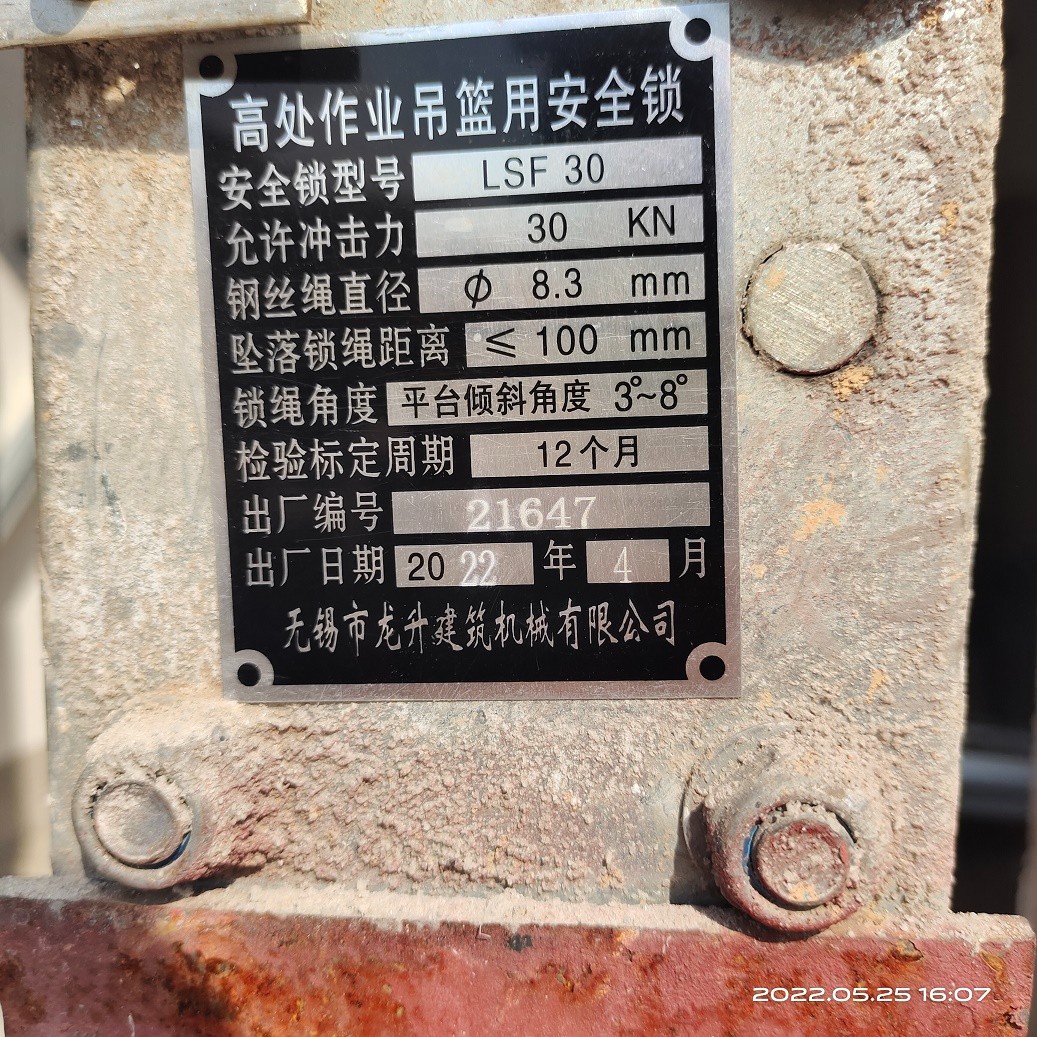 高处作业吊篮用安全锁
安全锁型号 LSF 30
允许冲击力 30 KN
钢丝绳直径 ϕ 8.3 mm
坠落锁绳距离 ≤ 100 mm
锁绳角度 平台倾斜角度 3°~8°
检验标定周期 12个月
出厂编号 21647
出厂日期 2022 年 4 月
无锡市龙升建筑机械有限公司
2022.05.25 16:07